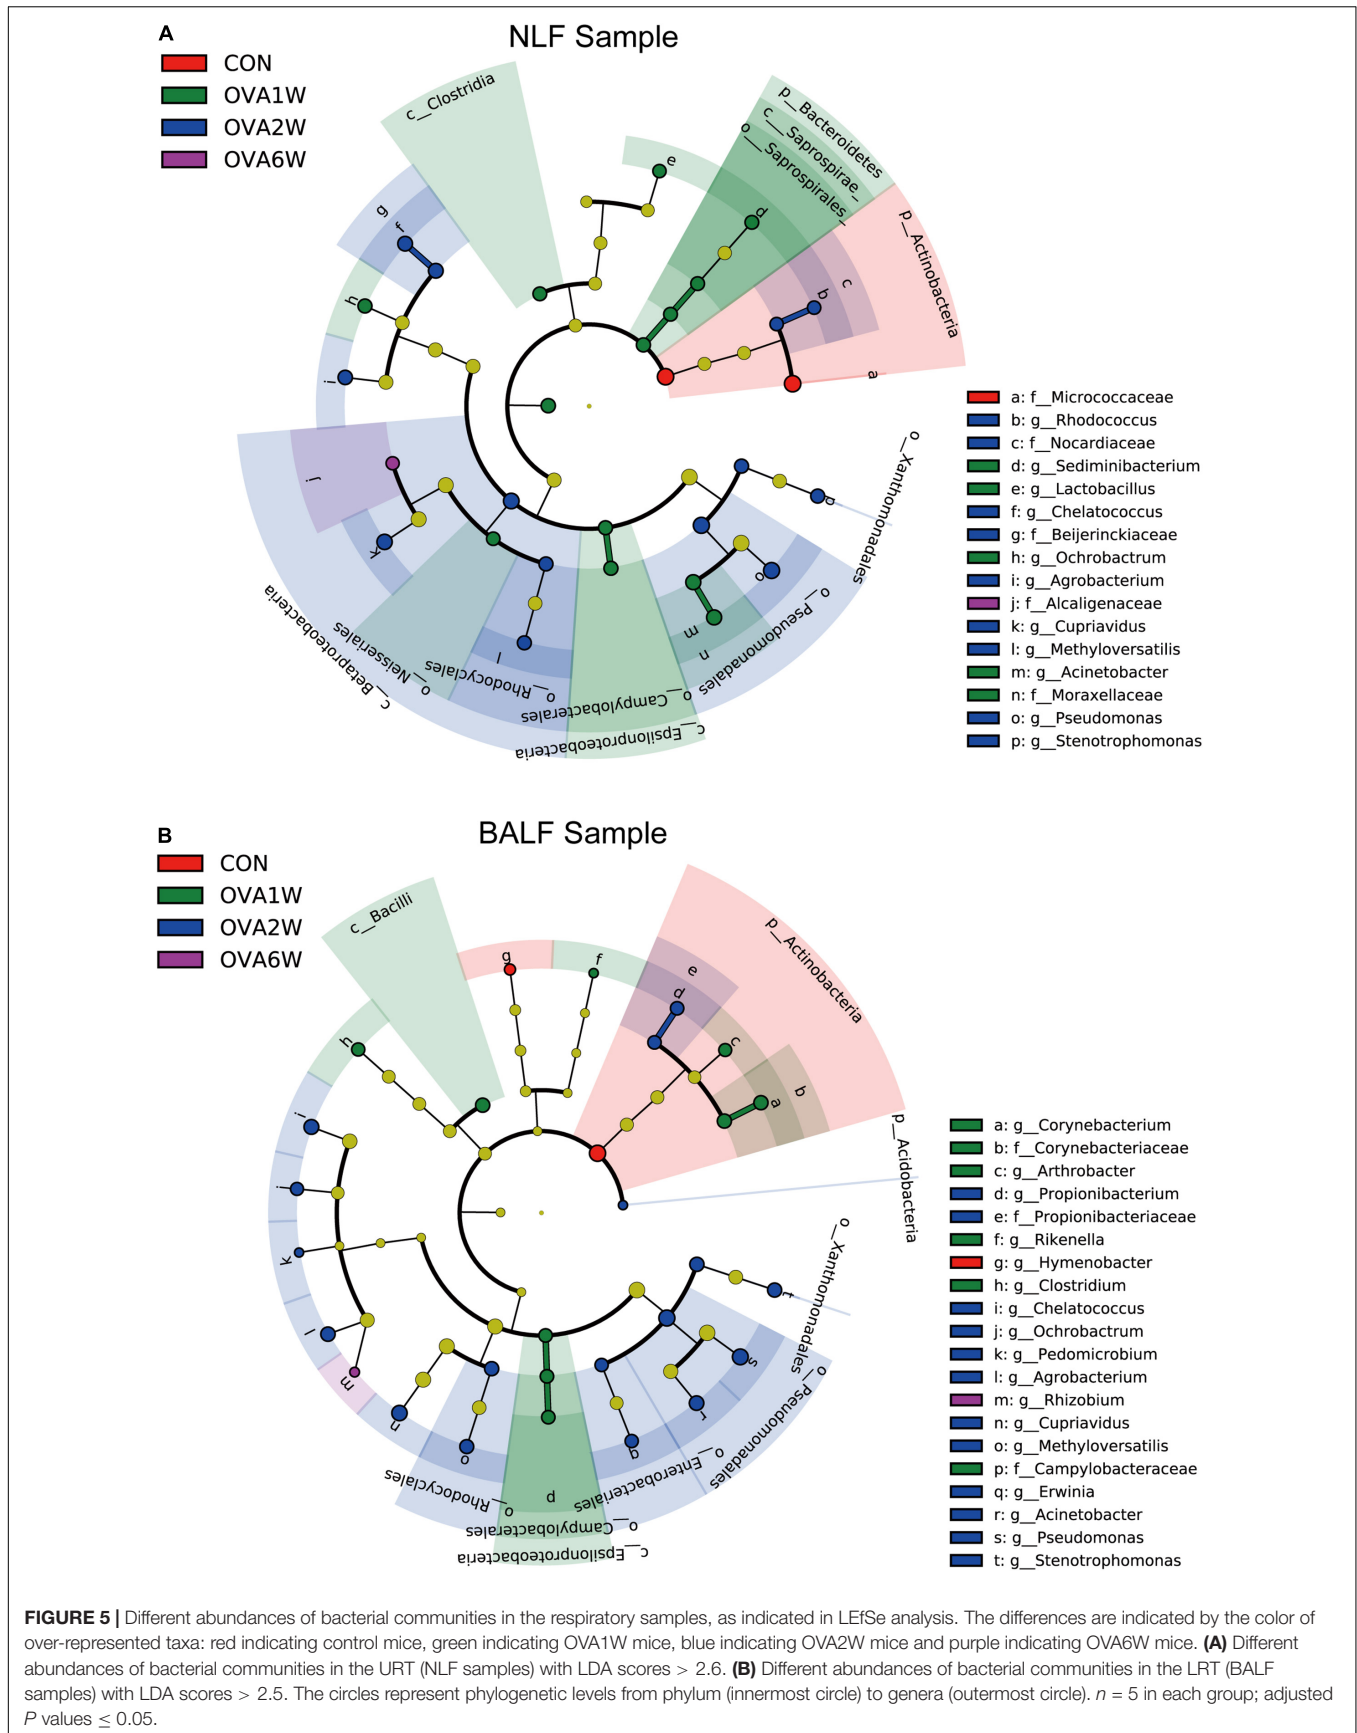 A
NLF Sample
CON
OVA1W
OVA2W
OVA6W
c__Clostridia
p__Bacteroidetes
c__Saprospirae_
o__Saprospirales_
p__Actinobacteria
e
d
c
b
a
g
f
h
i
j
k
l
m
n
o
p
o__Xanthomonadales
o__Pseudomonadales
o__Campylobacterales
c__Epsilonproteobacteria
o__Rhodocyclales
o__Neisseriales
c__Betaproteobacteria
a: f__Micrococcaceae
b: g__Rhodococcus
c: f__Nocardiaceae
d: g__Sediminibacterium
e: g__Lactobacillus
f: g__Chelatococcus
g: f__Beijerinckiaceae
h: g__Ochrobactrum
i: g__Agrobacterium
j: f__Alcaligenaceae
k: g__Cupriavidus
l: g__Methyloversatilis
m: g__Acinetobacter
n: f__Moraxellaceae
o: g__Pseudomonas
p: g__Stenotrophomonas
B
BALF Sample
CON
OVA1W
OVA2W
OVA6W
c__Bacilli
p__Actinobacteria
p__Acidobacteria
g
f
e
d
c
b
a
h
i
j
k
l
m
n
o
p
q
r
s
t
o__Xanthomonadales
o__Pseudomonadales
o__Enterobacteriales
o__Campylobacterales
c__Epsilonproteobacteria
o__Rhodocyclales
a: g__Corynebacterium
b: f__Corynebacteriaceae
c: g__Arthrobacter
d: g__Propionibacterium
e: f__Propionibacteriaceae
f: g__Rikenella
g: g__Hymenobacter
h: g__Clostridium
i: g__Chelatococcus
j: g__Ochrobactrum
k: g__Pedomicrobium
l: g__Agrobacterium
m: g__Rhizobium
n: g__Cupriavidus
o: g__Methyloversatilis
p: f__Campylobacteraceae
q: g__Erwinia
r: g__Acinetobacter
s: g__Pseudomonas
t: g__Stenotrophomonas
FIGURE 5 | Different abundances of bacterial communities in the respiratory samples, as indicated in LEfSe analysis. The differences are indicated by the color of
over-represented taxa: red indicating control mice, green indicating OVA1W mice, blue indicating OVA2W mice and purple indicating OVA6W mice. (A) Different
abundances of bacterial communities in the URT (NLF samples) with LDA scores > 2.6. (B) Different abundances of bacterial communities in the LRT (BALF
samples) with LDA scores > 2.5. The circles represent phylogenetic levels from phylum (innermost circle) to genera (outermost circle). n = 5 in each group; adjusted
P values ≤ 0.05.